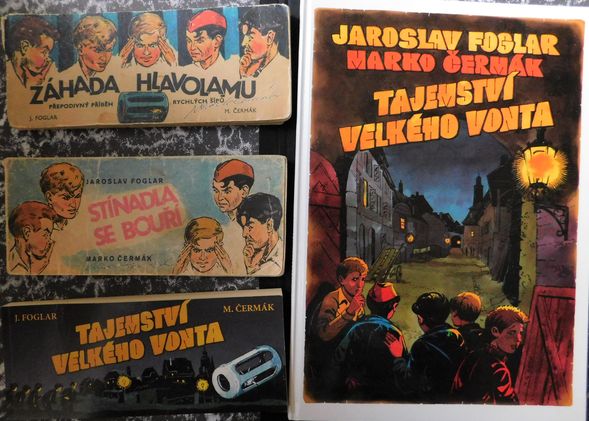 ZÁHADA HLAVOLAMU
PŘEPODIVNÝ PŘÍBĚH RYCHLÝCH ŠÍPŮ
J. FOGLAR M. ČERMÁK
JAROSLAV FOGLAR
STÍNADLA
SE BOUŘÍ
MARKO ČERMÁK
J. FOGLAR M. ČERMÁK
TAJEMSTVÍ
VELKÉHO VONTA
JAROSLAV FOGLAR
MARKO ČERMÁK
TAJEMSTVÍ
VELKÉHO VONTA